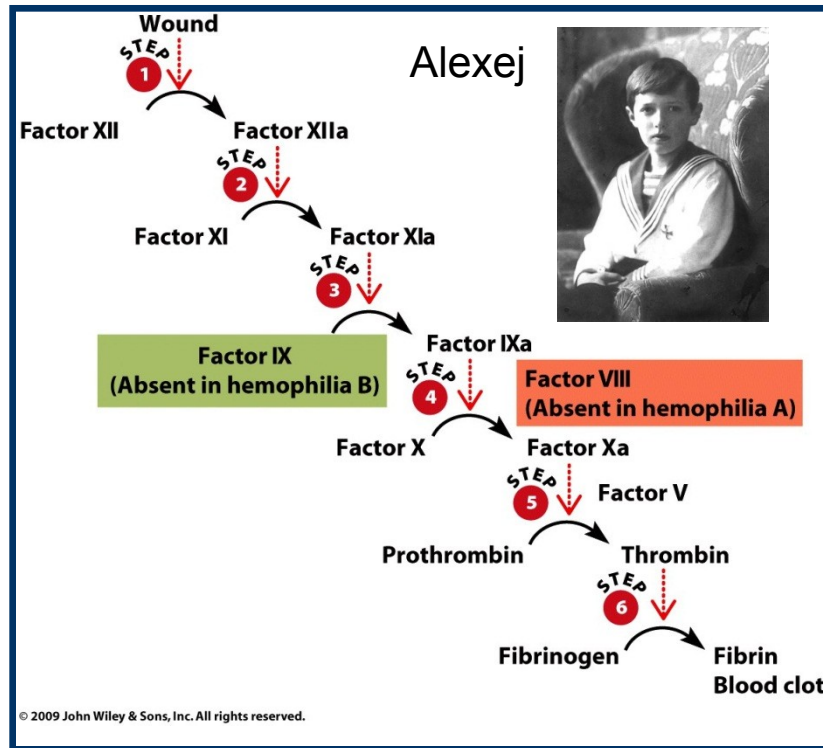 Wound
Alexej
STEP
1
Factor XII
Factor XIIa
STEP
2
Factor XI
Factor XIa
STEP
3
Factor IX
(Absent in hemophilia B)
Factor IXa
STEP
4
Factor VIII
(Absent in hemophilia A)
Factor X
Factor Xa
STEP
5
Factor V
Prothrombin
Thrombin
STEP
6
Fibrinogen
Fibrin
Blood clot
© 2009 John Wiley & Sons, Inc. All rights reserved.